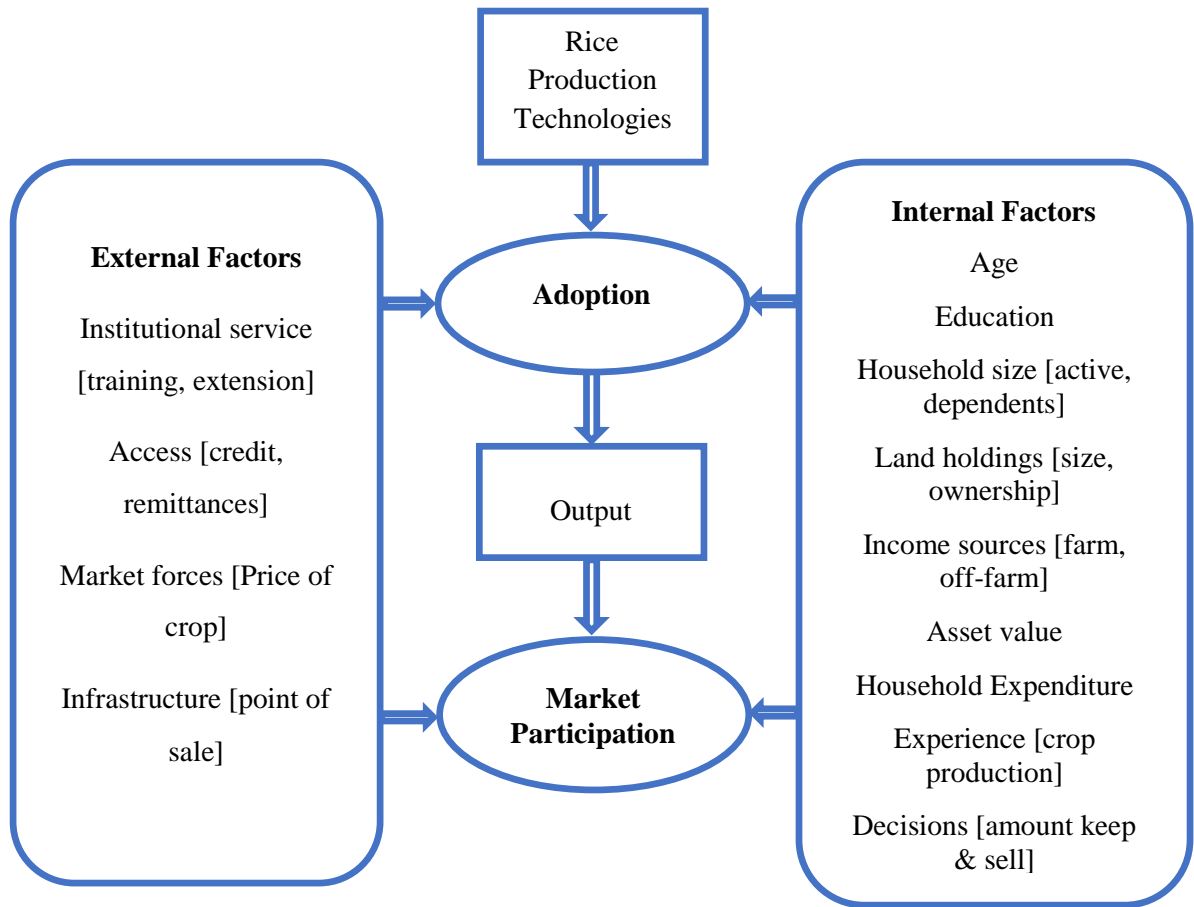 Rice
Production
Technologies
External Factors
Institutional service
[training, extension]
Access [credit,
remittances]
Market forces [Price of
crop]
Infrastructure [point of
sale]
Adoption
Output
Market
Participation
Internal Factors
Age
Education
Household size [active,
dependents]
Land holdings [size,
ownership]
Income sources [farm,
off-farm]
Asset value
Household Expenditure
Experience [crop
production]
Decisions [amount keep
& sell]